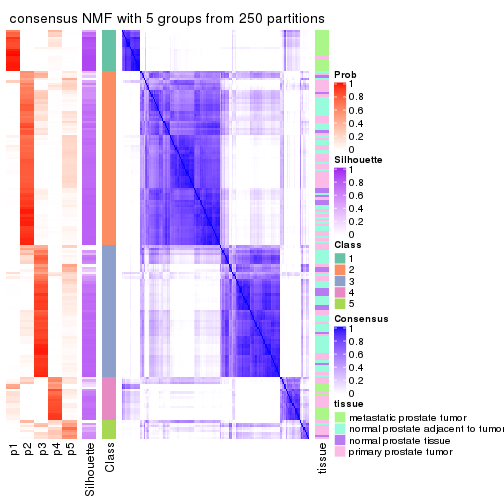 consensus NMF with 5 groups from 250 partitions
Prob
1
0.8
0.6
0.4
0.2
0
Silhouette
1
0.8
0.6
0.4
0.2
0
Class
1
2
3
4
5
Consensus
1
0.8
0.6
0.4
0.2
0
tissue
metastatic prostate tumor
normal prostate adjacent to tumor
normal prostate tissue
primary prostate tumor
p1
p2
p3
p4
p5
Silhouette
Class
tissue